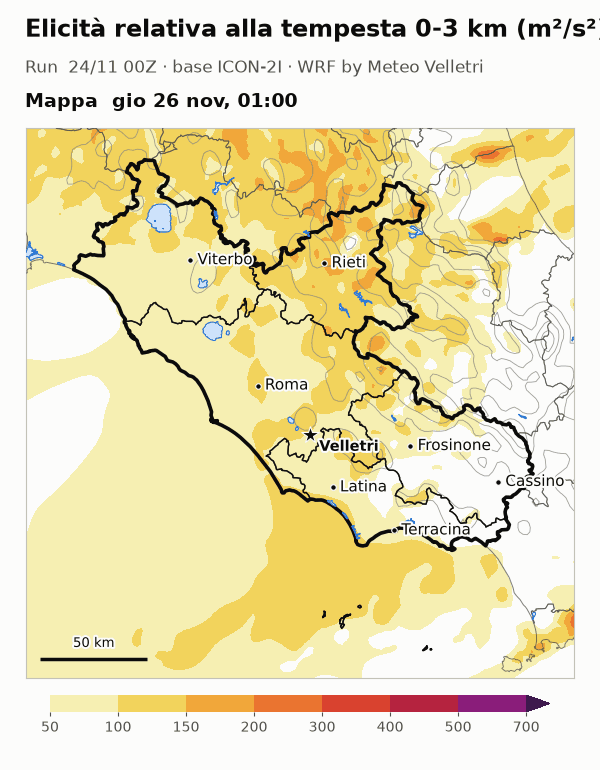 Elicità relativa alla tempesta 0-3 km (m²/s²)
Run 24/11 00Z · base ICON-2I · WRF by Meteo Velletri
Mappa gio 26 nov, 01:00
Viterbo
Rieti
Roma
Velletri
Frosinone
Latina
Cassino
Terracina
50 km
50 100 150 200 300 400 500 700